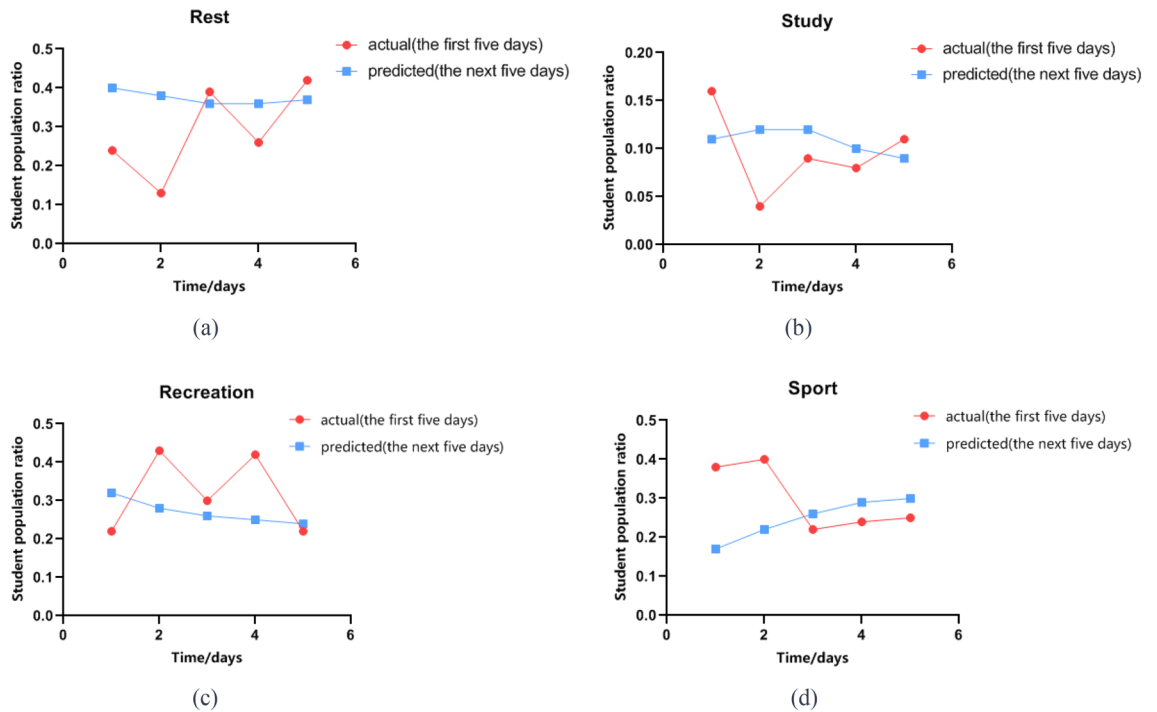 Rest
actual(the first five days)
predicted(the next five days)
Student population ratio
0.5
0.4
0.3
0.2
0.1
0.0
0 2 4 6
Time/days
(a)
Study
actual(the first five days)
predicted(the next five days)
Student population ratio
0.20
0.15
0.10
0.05
0.00
0 2 4 6
Time/days
(b)
Recreation
actual(the first five days)
predicted(the next five days)
Student population ratio
0.5
0.4
0.3
0.2
0.1
0.0
0 2 4 6
Time/days
(c)
Sport
actual(the first five days)
predicted(the next five days)
Student population ratio
0.5
0.4
0.3
0.2
0.1
0.0
0 2 4 6
Time/days
(d)